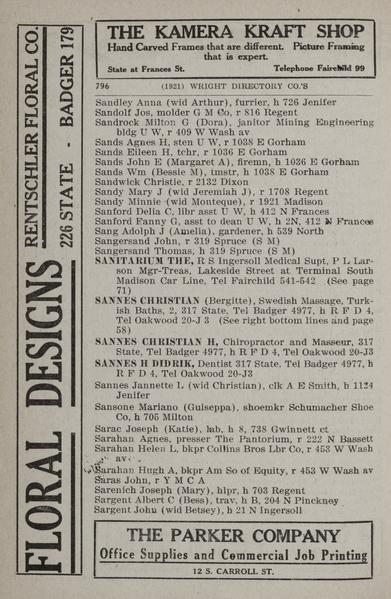 THE KAMERA KRAFT SHOP
Hand Carved Frames that are different. Picture Framing
that is expert.
State at Frances St. Telephone Fairchild 99
FLORAL DESIGNS
RENTSCHLER FLORAL CO.
226 STATE - BADGER 179
796 (1921) WRIGHT DIRECTORY CO.'S
Sandley Anna (wid Arthur), furrier, h 726 Jenifer
Sandolf Jos, molder G M Co, r 816 Regent
Sandrock Milton G (Dora), janitor Mining Engineering
bldg U W, r 409 W Wash av
Sands Agnes H, sten U W, r 1038 E Gorham
Sands Eileen H, tchr, r 1036 E Gorham
Sands John E (Margaret A), firemn, h 1036 E Gorham
Sands Wm (Bessie M), tmstr, h 1038 E Gorham
Sandwick Christie, r 2132 Dixon
Sandy Mary J (wid Jeremiah J), r 1708 Regent
Sandy Minnie (wid Monteque), r 1921 Madison
Sanford Delia C, libr asst U W, h 412 N Frances
Sanford Fanny G, asst to dean U W, h 2N, 412 N Frances
Sang Adolph J (Amelia), gardener, h 539 North
Sangersand John, r 319 Spruce (S M)
Sangersand Thomas, h 319 Spruce (S M)
SANITARIUM THE, R S Ingersoll Medical Supt, P L Lar-
son Mgr-Treas, Lakeside Street at Terminal South
Madison Car Line, Tel Fairchild 541-542 (See page
71)
SANNES CHRISTIAN (Bergitte), Swedish Massage, Turk-
ish Baths, 2, 317 State, Tel Badger 4977, h R F D 4,
Tel Oakwood 20-J 3 (See right bottom lines and page
58)
SANNES CHRISTIAN H, Chiropractor and Masseur, 317
State, Tel Badger 4977, h R F D 4, Tel Oakwood 20-J3
SANNES H DIDRIK, Dentist 317 State, Tel Badger 4977, h
R F D 4, Tel Oakwood 20-J3
Sannes Jannette L (wid Christian), clk A E Smith, h 1124
Jenifer
Sansone Mariano (Guiseppa), shoemkr Schumacher Shoe
Co, h 705 Milton
Sarac Joseph (Katie), lab, h 8, 738 Gwinnett ct
Sarahan Agnes, presser The Pantorium, r 222 N Bassett
Sarahan Helen L, bkpr Collins Bros Lbr Co, r 453 W Wash
av
Sarahan Hugh A, bkpr Am So of Equity, r 453 W Wash av
Saras John, r Y M C A
Sarenich Joseph (Mary), hlpr, h 703 Regent
Sargent Albert C (Bess), trav, h B, 204 N Pinckney
Sargent John (wid Betsey), h 21 N Ingersoll
THE PARKER COMPANY
Office Supplies and Commercial Job Printing
12 S. CARROLL ST.